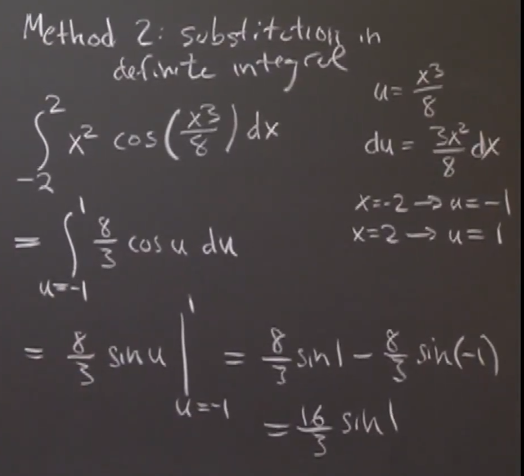 Method 2: substitution in
definite integral
∫_{-2}^{2} x² cos(x³/8) dx
u = x³/8
du = 3x²/8 dx
x=-2 → u=-1
x=2 → u=1
= ∫_{u=-1}^{1} 8/3 cos u du
= 8/3 sin u |_{u=-1}^{1} = 8/3 sin 1 - 8/3 sin(-1)
= 16/3 sin 1